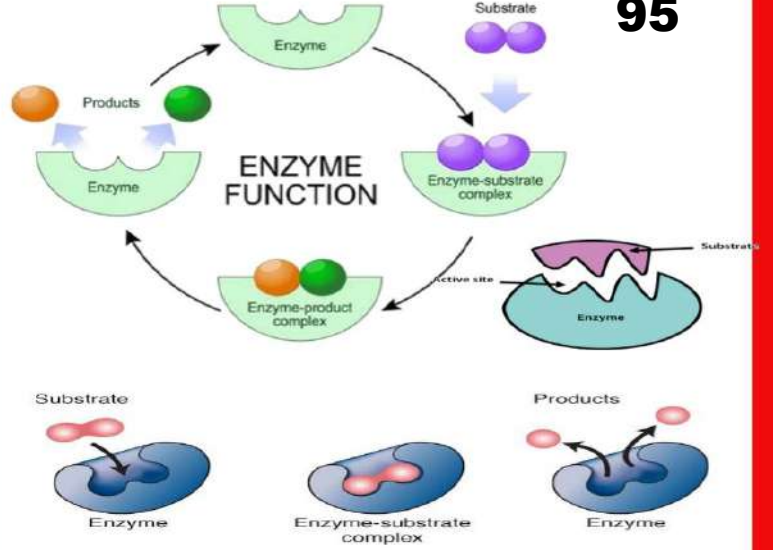 95
Substrate
Enzyme
Products
Enzyme
ENZYME
FUNCTION
Enzyme-substrate
complex
Enzyme-product
complex
Substrate
Active site
Enzyme
Substrate
Enzyme
Enzyme-substrate
complex
Products
Enzyme